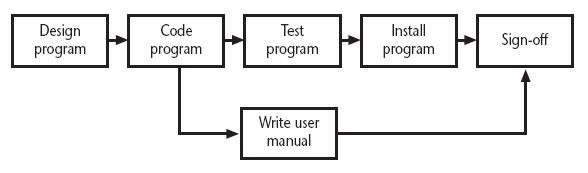 Design
program
Code
program
Test
program
Install
program
Sign-off
Write user
manual